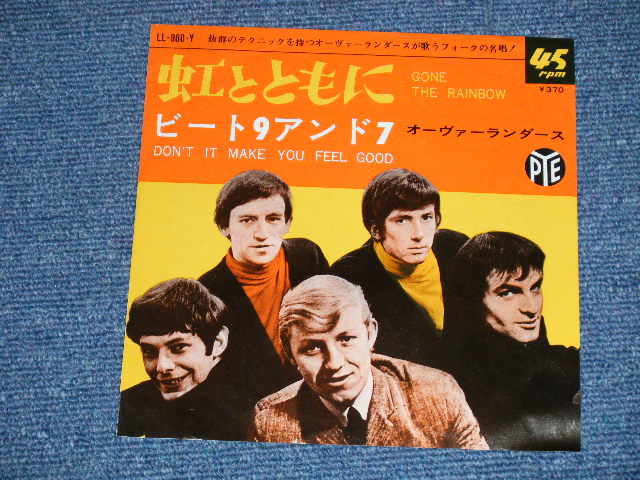 LL-960-Y 抜群のテクニックを持つオーヴァーランダースが歌うフォークの名唱!
45
rpm
¥370
虹とともに
GONE
THE RAINBOW
ビート9アンド7
オーヴァーランダース
DON'T IT MAKE YOU FEEL GOOD
PYE